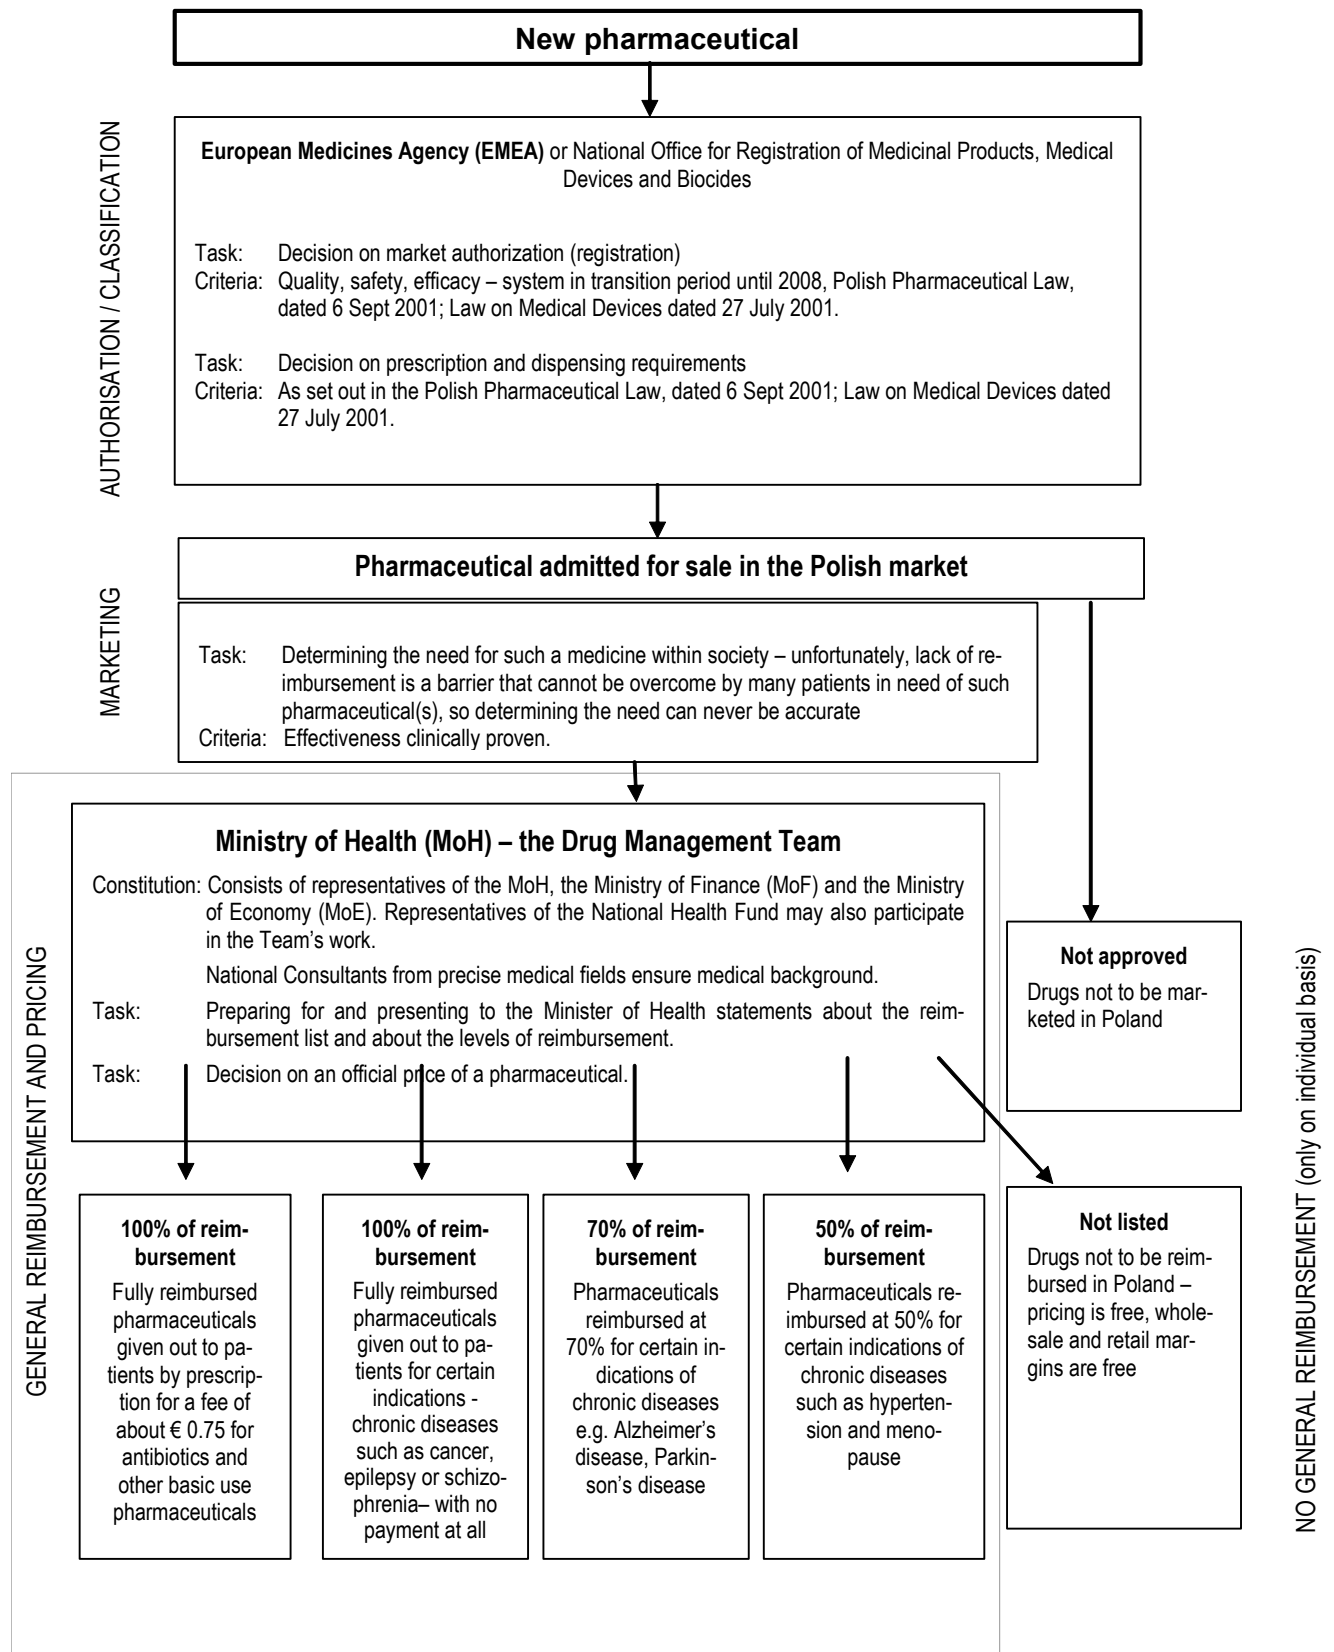 New pharmaceutical
AUTHORISATION / CLASSIFICATION
European Medicines Agency (EMEA) or National Office for Registration of Medicinal Products, Medical
Devices and Biocides
Task: Decision on market authorization (registration)
Criteria: Quality, safety, efficacy – system in transition period until 2008, Polish Pharmaceutical Law,
dated 6 Sept 2001; Law on Medical Devices dated 27 July 2001.
Task: Decision on prescription and dispensing requirements
Criteria: As set out in the Polish Pharmaceutical Law, dated 6 Sept 2001; Law on Medical Devices dated
27 July 2001.
MARKETING
Pharmaceutical admitted for sale in the Polish market
Task: Determining the need for such a medicine within society – unfortunately, lack of re-
imbursement is a barrier that cannot be overcome by many patients in need of such
pharmaceutical(s), so determining the need can never be accurate
Criteria: Effectiveness clinically proven.
GENERAL REIMBURSEMENT AND PRICING
Ministry of Health (MoH) – the Drug Management Team
Constitution: Consists of representatives of the MoH, the Ministry of Finance (MoF) and the Ministry
of Economy (MoE). Representatives of the National Health Fund may also participate
in the Team's work.
National Consultants from precise medical fields ensure medical background.
Task: Preparing for and presenting to the Minister of Health statements about the reim-
bursement list and about the levels of reimbursement.
Task: Decision on an official price of a pharmaceutical.
Not approved
Drugs not to be mar-
keted in Poland
NO GENERAL REIMBURSEMENT (only on individual basis)
100% of reim-
bursement
Fully reimbursed
pharmaceuticals
given out to pa-
tients by prescrip-
tion for a fee of
about € 0.75 for
antibiotics and
other basic use
pharmaceuticals
100% of reim-
bursement
Fully reimbursed
pharmaceuticals
given out to pa-
tients for certain
indications -
chronic diseases
such as cancer,
epilepsy or schizo-
phrenia– with no
payment at all
70% of reim-
bursement
Pharmaceuticals
reimbursed at
70% for certain in-
dications of
chronic diseases
e.g. Alzheimer's
disease, Parkin-
son's disease
50% of reim-
bursement
Pharmaceuticals re-
imbursed at 50% for
certain indications of
chronic diseases
such as hyperten-
sion and meno-
pause
Not listed
Drugs not to be reim-
bursed in Poland –
pricing is free, whole-
sale and retail mar-
gins are free